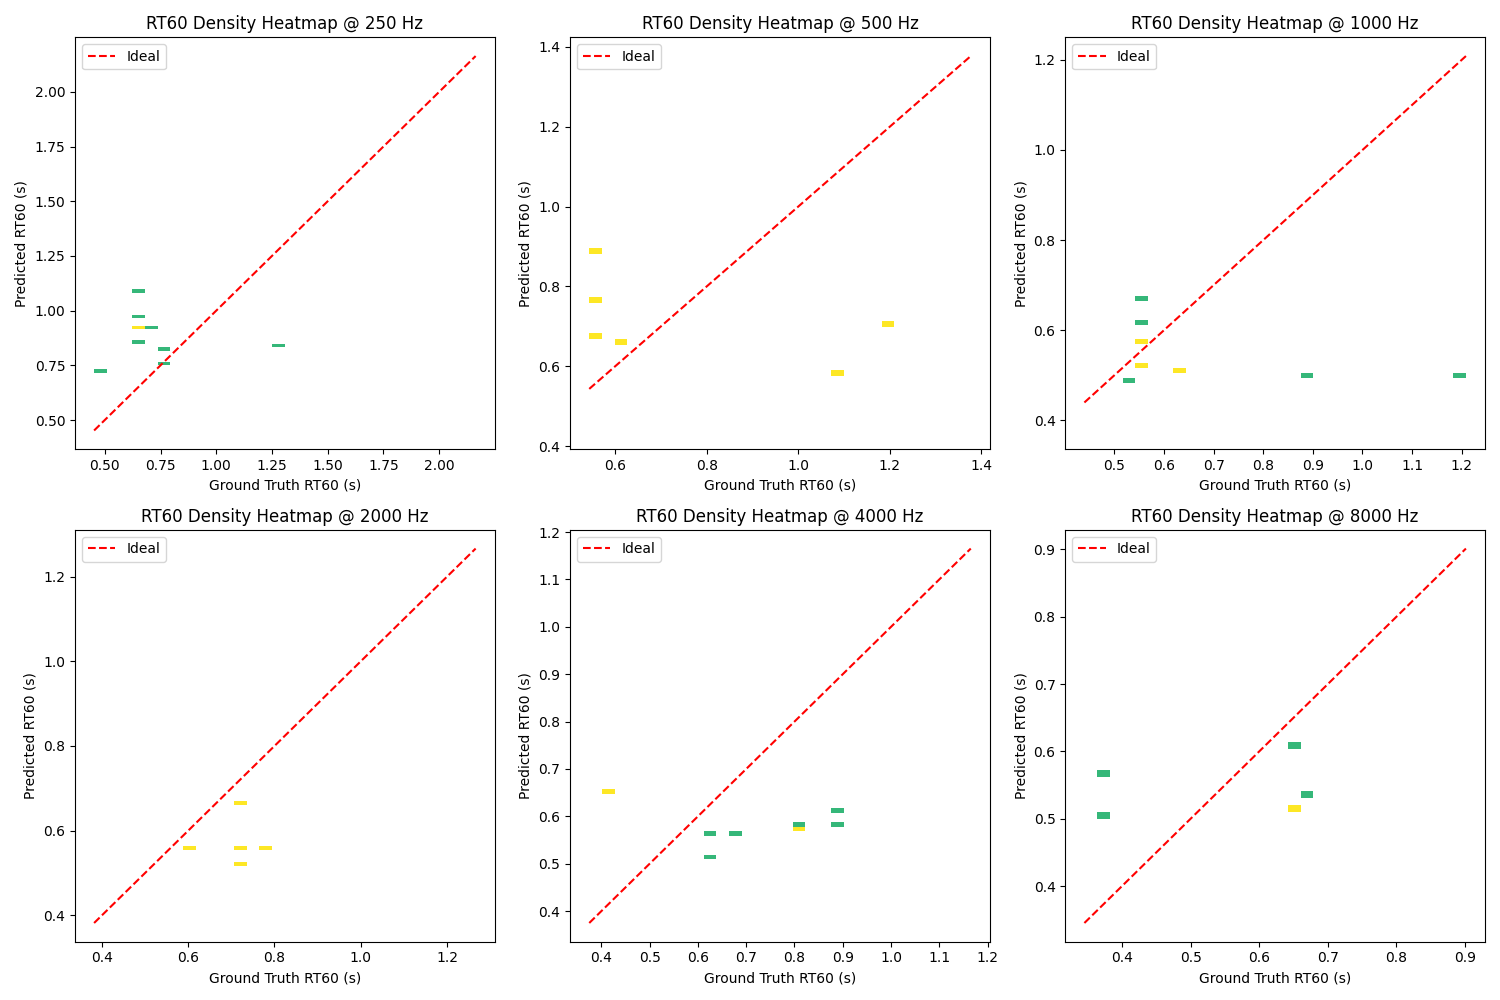 RT60 Density Heatmap @ 250 Hz
Ideal
2.00
1.75
1.50
1.25
1.00
0.75
0.50
Predicted RT60 (s)
0.50 0.75 1.00 1.25 1.50 1.75 2.00
Ground Truth RT60 (s)
RT60 Density Heatmap @ 500 Hz
Ideal
1.4
1.2
1.0
0.8
0.6
0.4
Predicted RT60 (s)
0.6 0.8 1.0 1.2 1.4
Ground Truth RT60 (s)
RT60 Density Heatmap @ 1000 Hz
Ideal
1.2
1.0
0.8
0.6
0.4
Predicted RT60 (s)
0.5 0.6 0.7 0.8 0.9 1.0 1.1 1.2
Ground Truth RT60 (s)
RT60 Density Heatmap @ 2000 Hz
Ideal
1.2
1.0
0.8
0.6
0.4
Predicted RT60 (s)
0.4 0.6 0.8 1.0 1.2
Ground Truth RT60 (s)
RT60 Density Heatmap @ 4000 Hz
Ideal
1.2
1.1
1.0
0.9
0.8
0.7
0.6
0.5
0.4
Predicted RT60 (s)
0.4 0.5 0.6 0.7 0.8 0.9 1.0 1.1 1.2
Ground Truth RT60 (s)
RT60 Density Heatmap @ 8000 Hz
Ideal
0.9
0.8
0.7
0.6
0.5
0.4
Predicted RT60 (s)
0.4 0.5 0.6 0.7 0.8 0.9
Ground Truth RT60 (s)